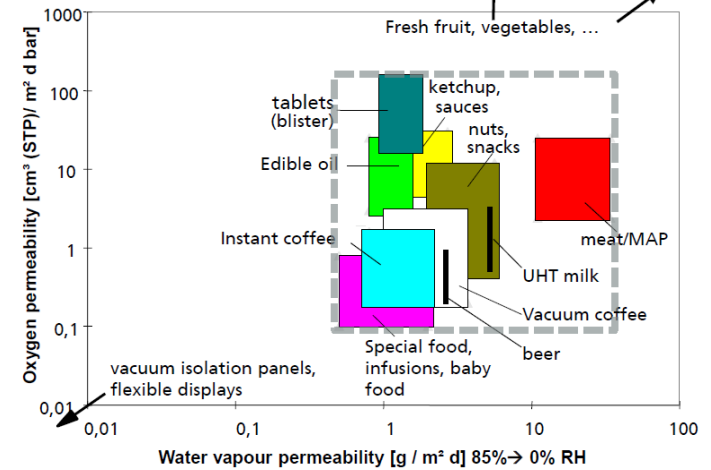 1000
Fresh fruit, vegetables, ...
100
ketchup,
sauces
tablets
(blister)
nuts,
snacks
10
Edible oil
Instant coffee
meat/MAP
1
UHT milk
Vacuum coffee
0,1
beer
Special food,
infusions, baby
food
vacuum isolation panels,
flexible displays
0,01
0,01
0,1
1
10
100
Oxygen permeability [cm³ (STP)/ m² d bar]
Water vapour permeability [g / m² d] 85%→ 0% RH